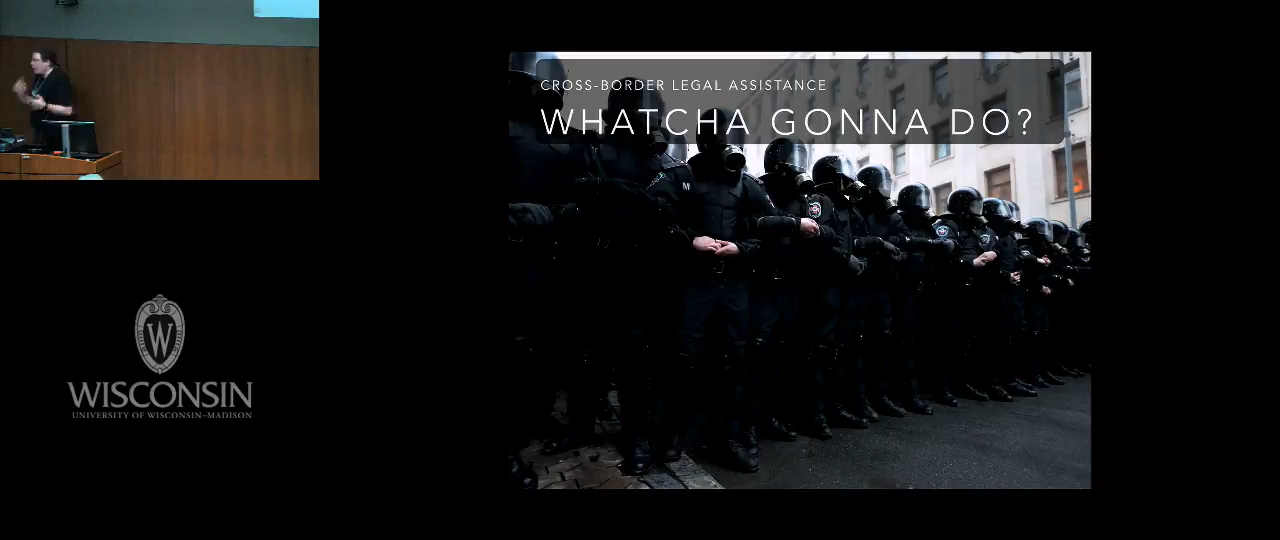 CROSS-BORDER LEGAL ASSISTANCE
WHATCHA GONNA DO?
M
W
WISCONSIN
UNIVERSITY OF WISCONSIN–MADISON